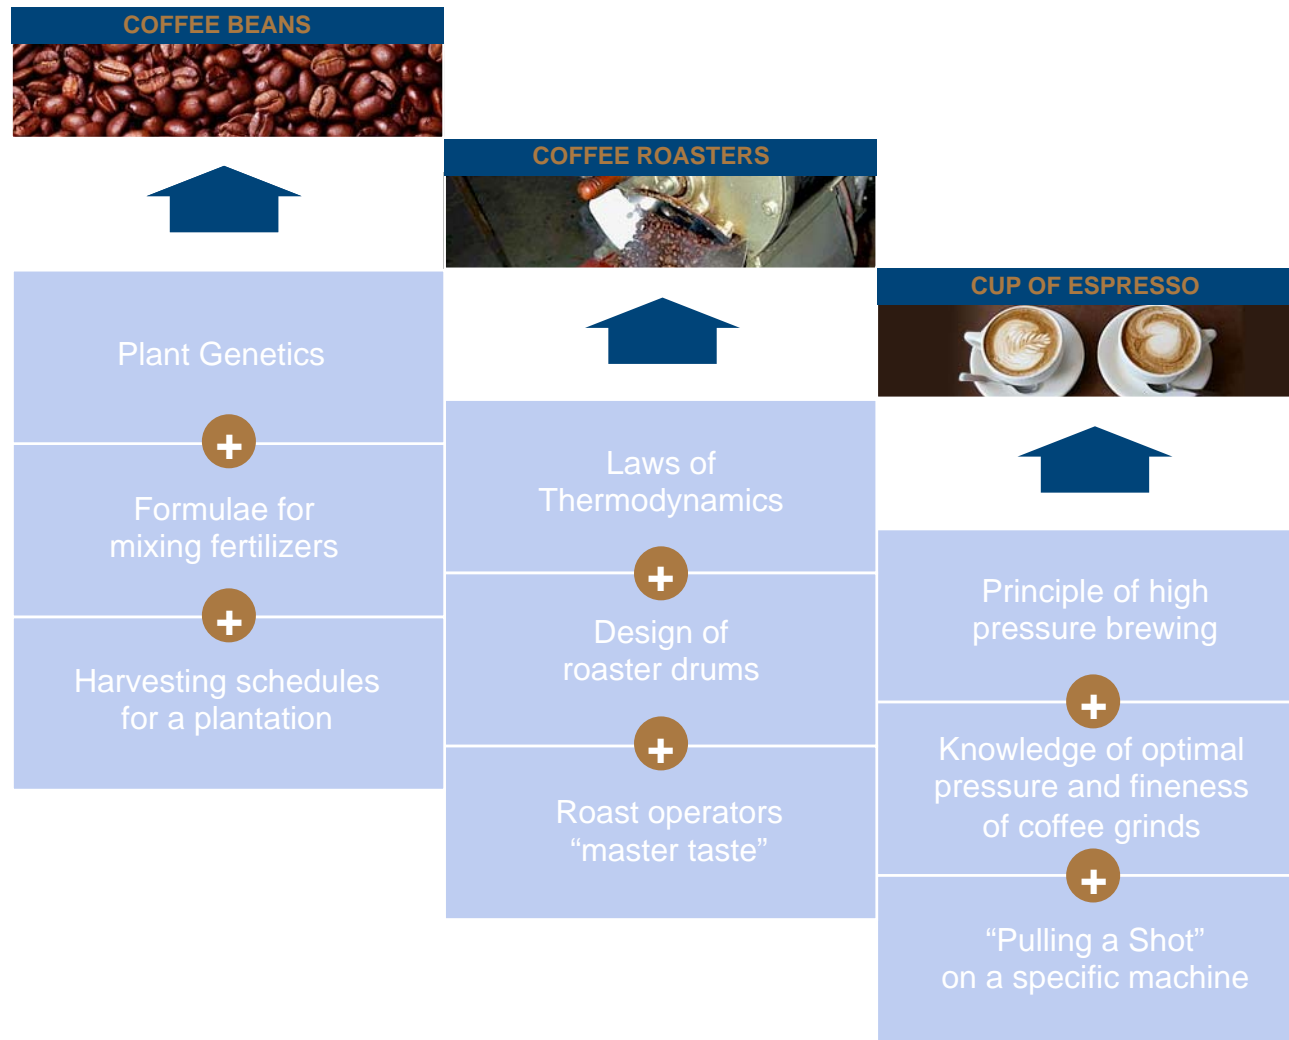 COFFEE BEANS
Plant Genetics
+
Formulae for
mixing fertilizers
+
Harvesting schedules
for a plantation
COFFEE ROASTERS
Laws of
Thermodynamics
+
Design of
roaster drums
+
Roast operators
“master taste”
CUP OF ESPRESSO
Principle of high
pressure brewing
+
Knowledge of optimal
pressure and fineness
of coffee grinds
+
“Pulling a Shot”
on a specific machine